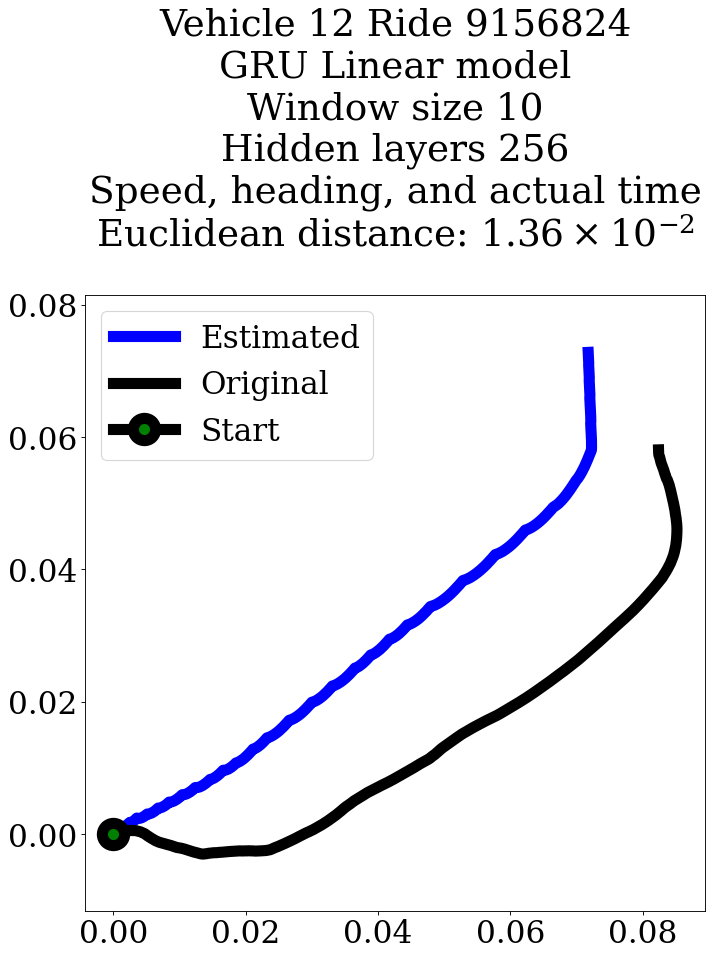 Vehicle 12 Ride 9156824
GRU Linear model
Window size 10
Hidden layers 256
Speed, heading, and actual time
Euclidean distance: 1.36 × 10⁻²
0.08
0.06
0.04
0.02
0.00
Estimated
Original
Start
0.00 0.02 0.04 0.06 0.08